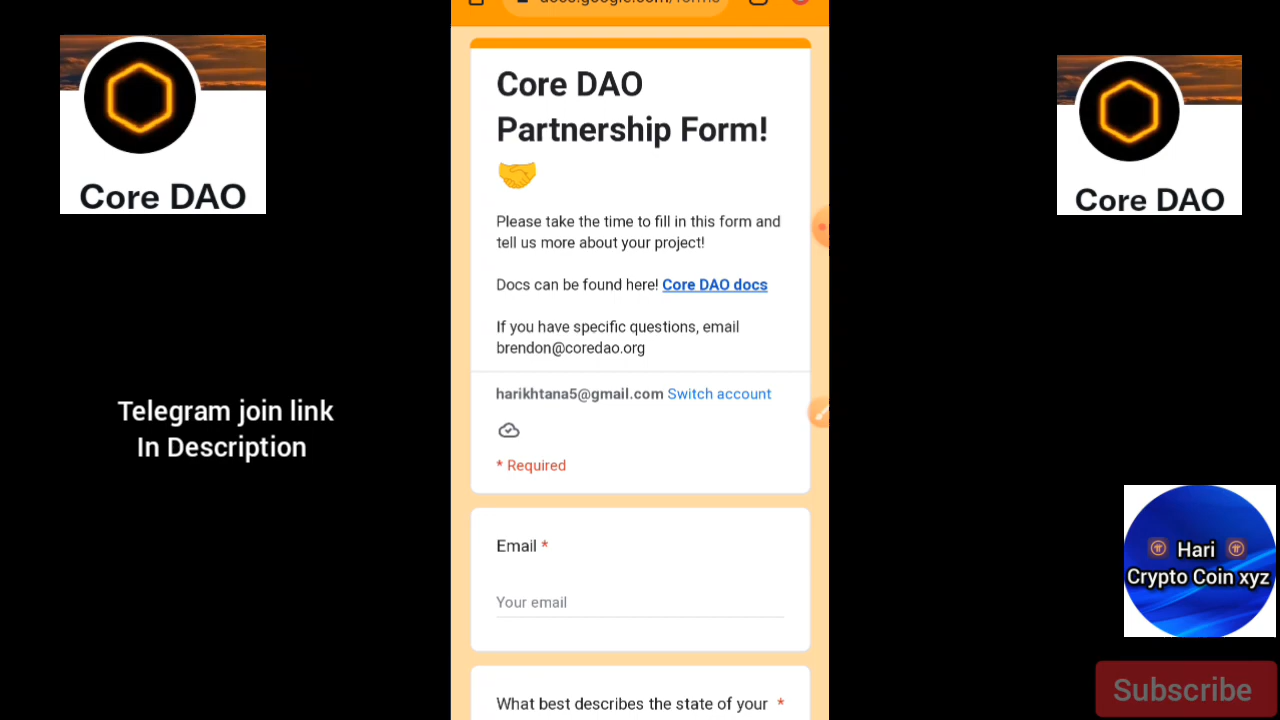 Core DAO
Telegram join link
In Description
Core DAO
Partnership Form!
Please take the time to fill in this form and
tell us more about your project!
Docs can be found here! Core DAO docs
If you have specific questions, email
brendon@coredao.org
harikhtana5@gmail.com Switch account
* Required
Email *
Your email
What best describes the state of your *
Core DAO
Hari
Crypto Coin xyz
Subscribe